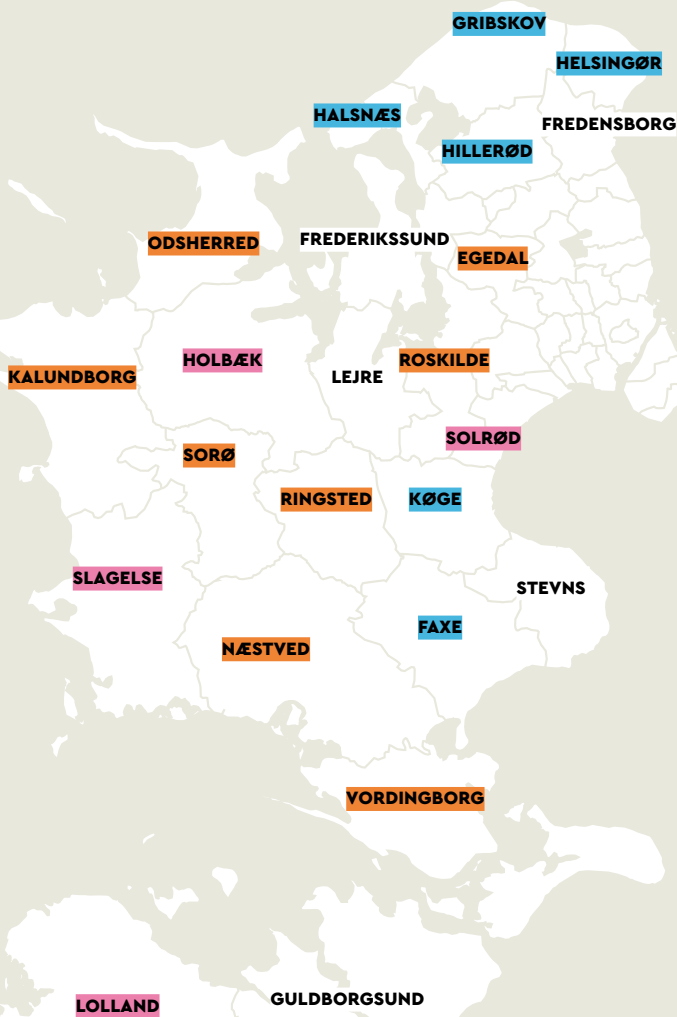 GRIBSKOV
HELSINGØR
HALSNÆS
FREDENSBORG
HILLERØD
ODSHERRED
FREDERIKSSUND
EGEDAL
HOLBÆK
ROSKILDE
KALUNDBORG
LEJRE
SOLRØD
SORØ
RINGSTED
KØGE
SLAGELSE
STEVNS
FAXE
NÆSTVED
VORDINGBORG
GULDBORGSUND
LOLLAND